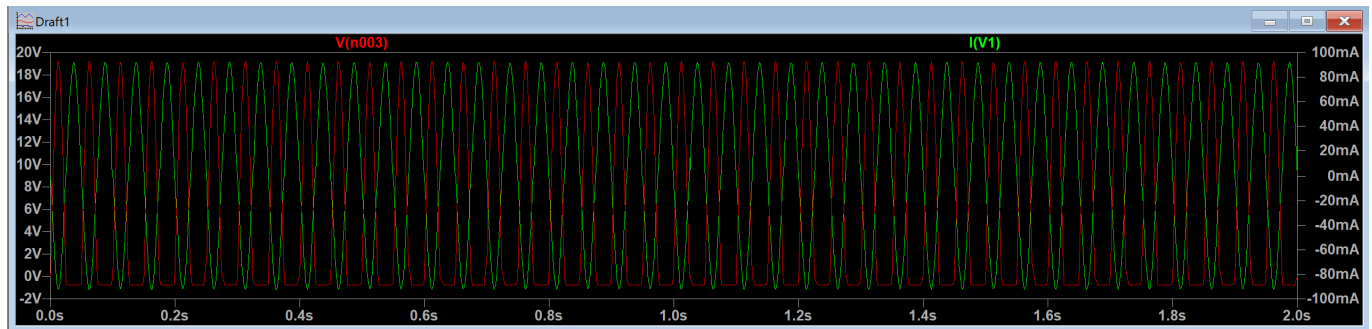 Draft1
V(n003) I(V1)
20V 100mA
18V 80mA
16V 60mA
14V 40mA
12V 20mA
10V 0mA
8V -20mA
6V -40mA
4V -60mA
2V -80mA
0V -100mA
-2V
0.0s 0.2s 0.4s 0.6s 0.8s 1.0s 1.2s 1.4s 1.6s 1.8s 2.0s